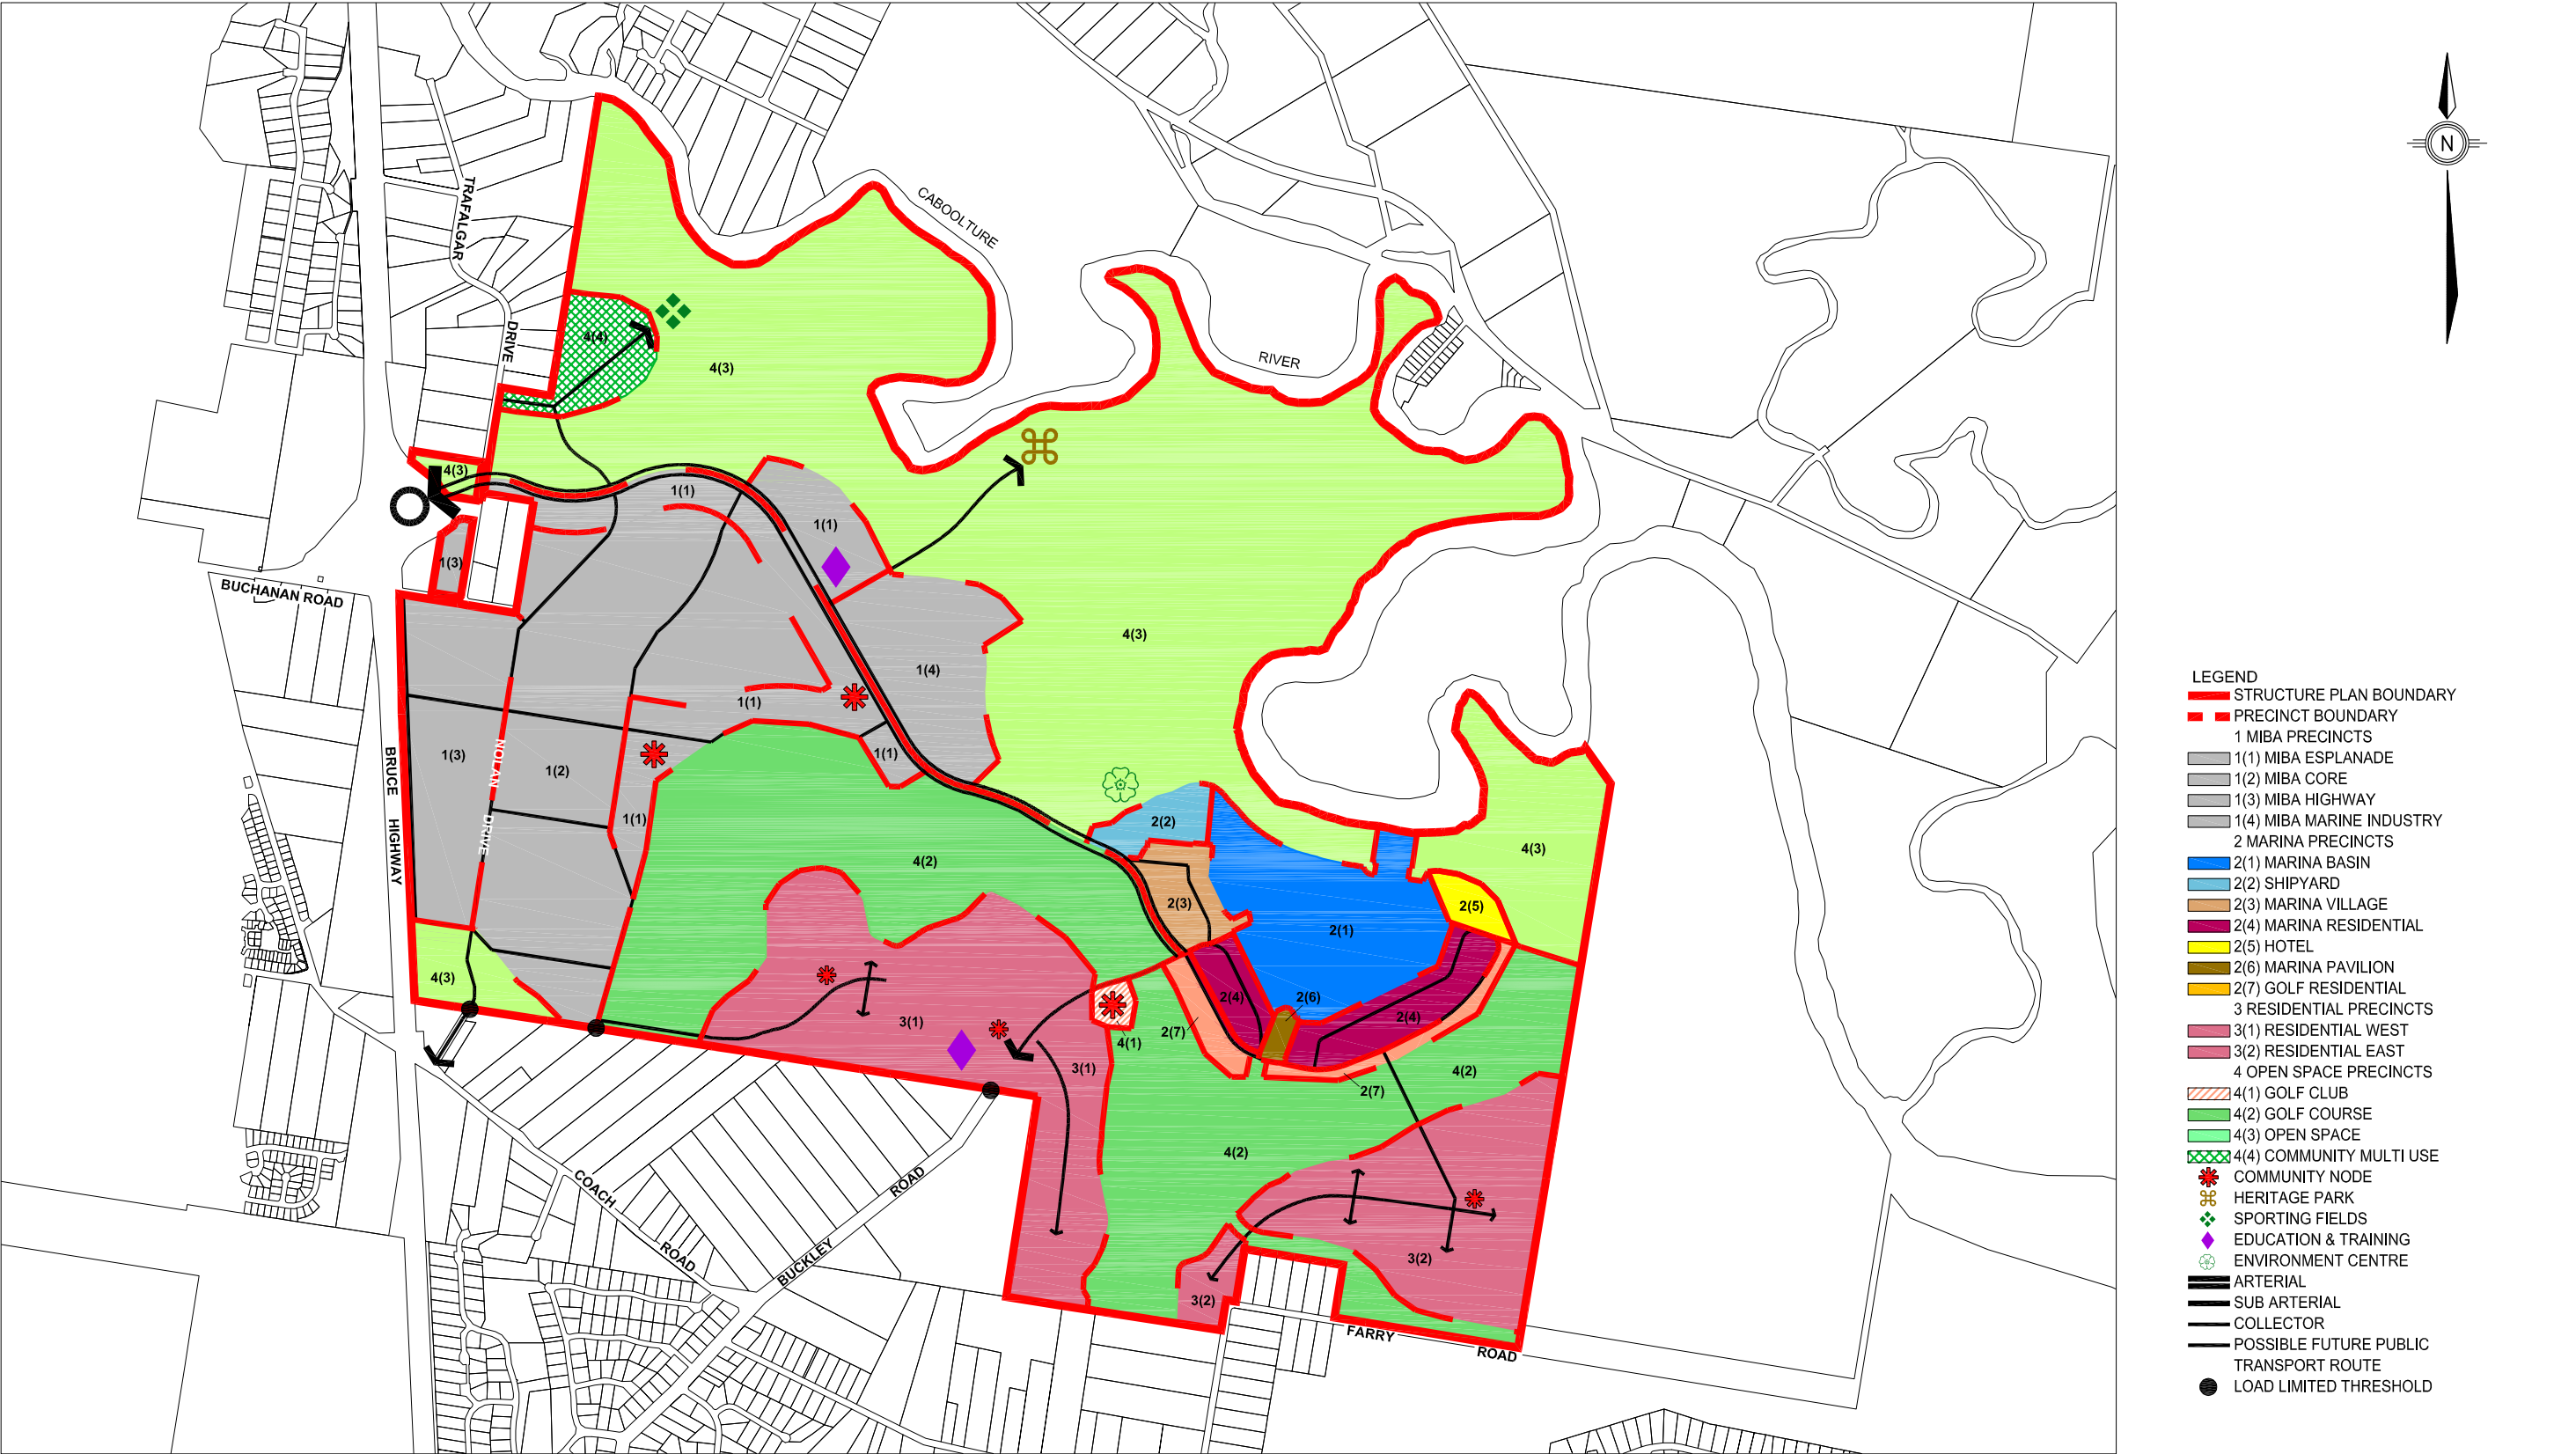 CABOOLTURE
RIVER
TRAFALGAR
DRIVE
N
4(4)
4(3)
4(3)
1(1)
1(1)
1(3)
BUCHANAN ROAD
4(3)
1(4)
1(1)
1(1)
1(3)
NOLAN
DRIVE
1(2)
BRUCE
HIGHWAY
1(1)
2(2)
4(2)
4(3)
2(3)
2(5)
2(1)
4(3)
2(4)
2(6)
2(4)
3(1)
2(7)
4(1)
3(1)
4(2)
2(7)
4(2)
COACH
ROAD
BUCKLEY
ROAD
3(2)
3(2)
FARRY
ROAD
LEGEND
STRUCTURE PLAN BOUNDARY
PRECINCT BOUNDARY
1 MIBA PRECINCTS
1(1) MIBA ESPLANADE
1(2) MIBA CORE
1(3) MIBA HIGHWAY
1(4) MIBA MARINE INDUSTRY
2 MARINA PRECINCTS
2(1) MARINA BASIN
2(2) SHIPYARD
2(3) MARINA VILLAGE
2(4) MARINA RESIDENTIAL
2(5) HOTEL
2(6) MARINA PAVILION
2(7) GOLF RESIDENTIAL
3 RESIDENTIAL PRECINCTS
3(1) RESIDENTIAL WEST
3(2) RESIDENTIAL EAST
4 OPEN SPACE PRECINCTS
4(1) GOLF CLUB
4(2) GOLF COURSE
4(3) OPEN SPACE
4(4) COMMUNITY MULTI USE
COMMUNITY NODE
HERITAGE PARK
SPORTING FIELDS
EDUCATION & TRAINING
ENVIRONMENT CENTRE
ARTERIAL
SUB ARTERIAL
COLLECTOR
POSSIBLE FUTURE PUBLIC
TRANSPORT ROUTE
LOAD LIMITED THRESHOLD